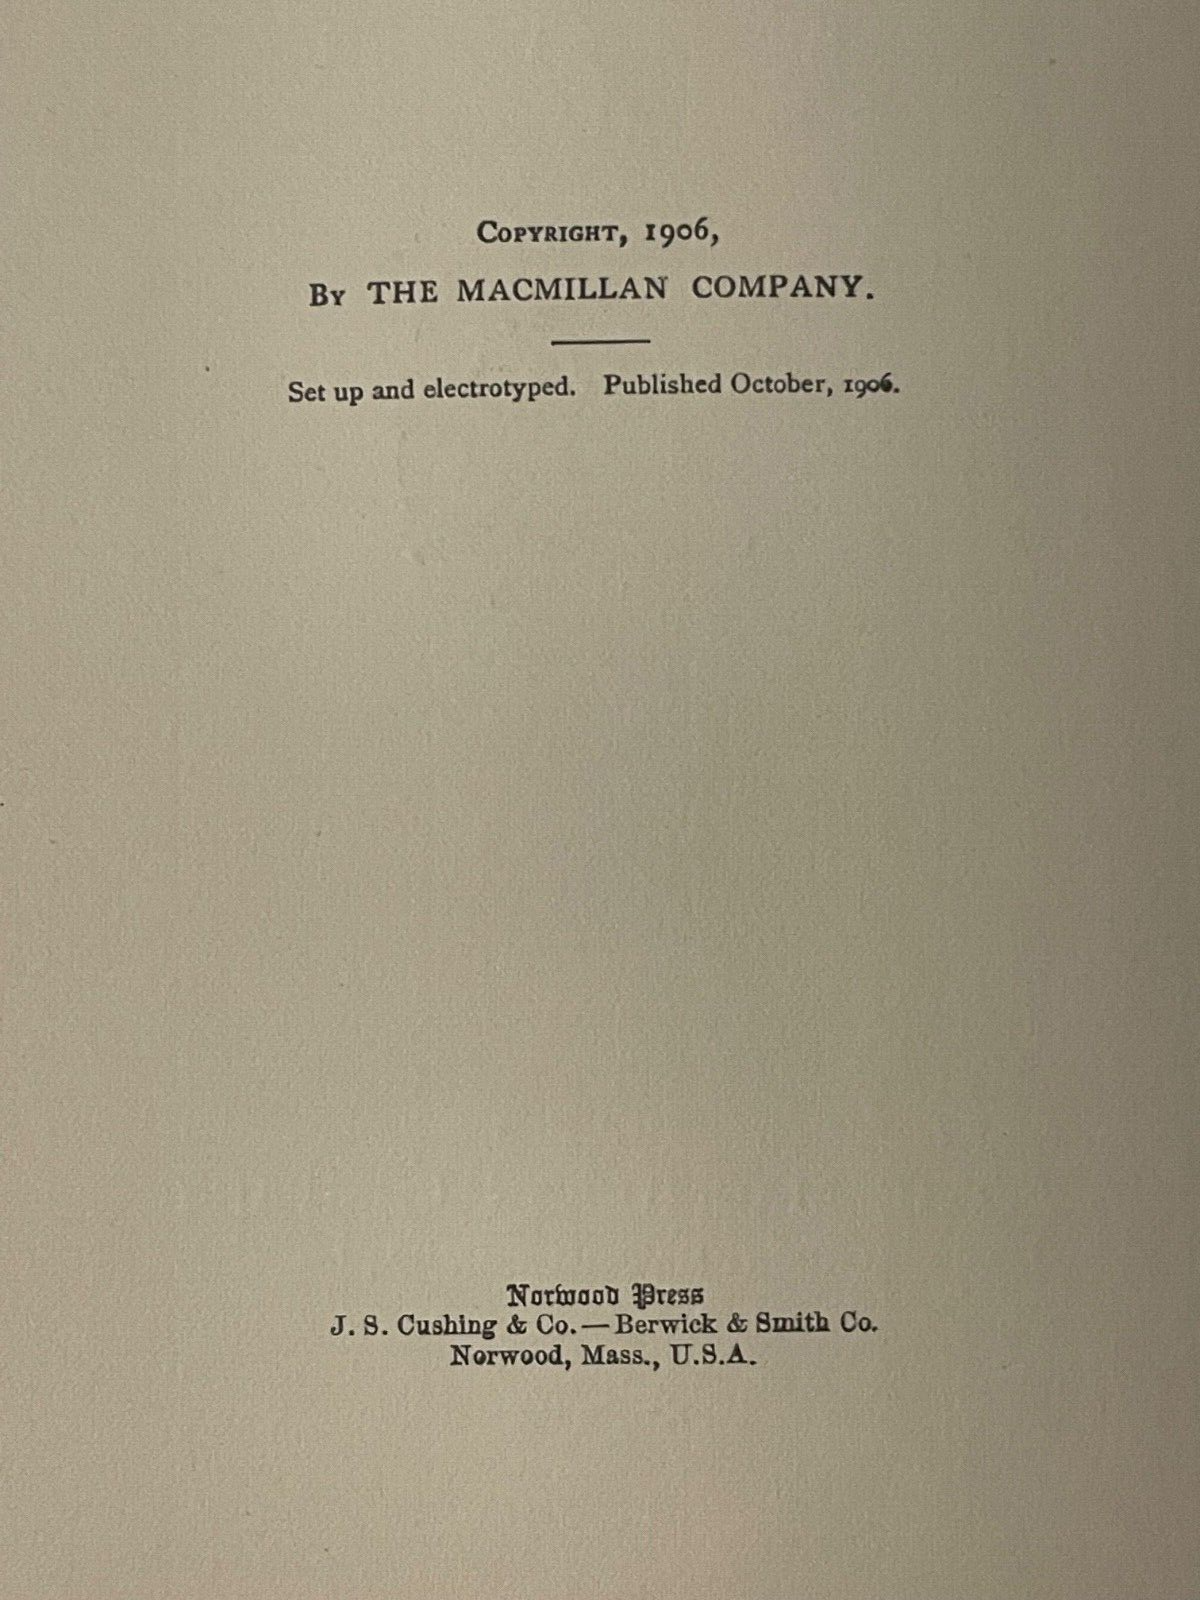 COPYRIGHT, 1906,
BY THE MACMILLAN COMPANY.
Set up and electrotyped. Published October, 1906.
Norwood Press
J. S. Cushing & Co. — Berwick & Smith Co.
Norwood, Mass., U.S.A.